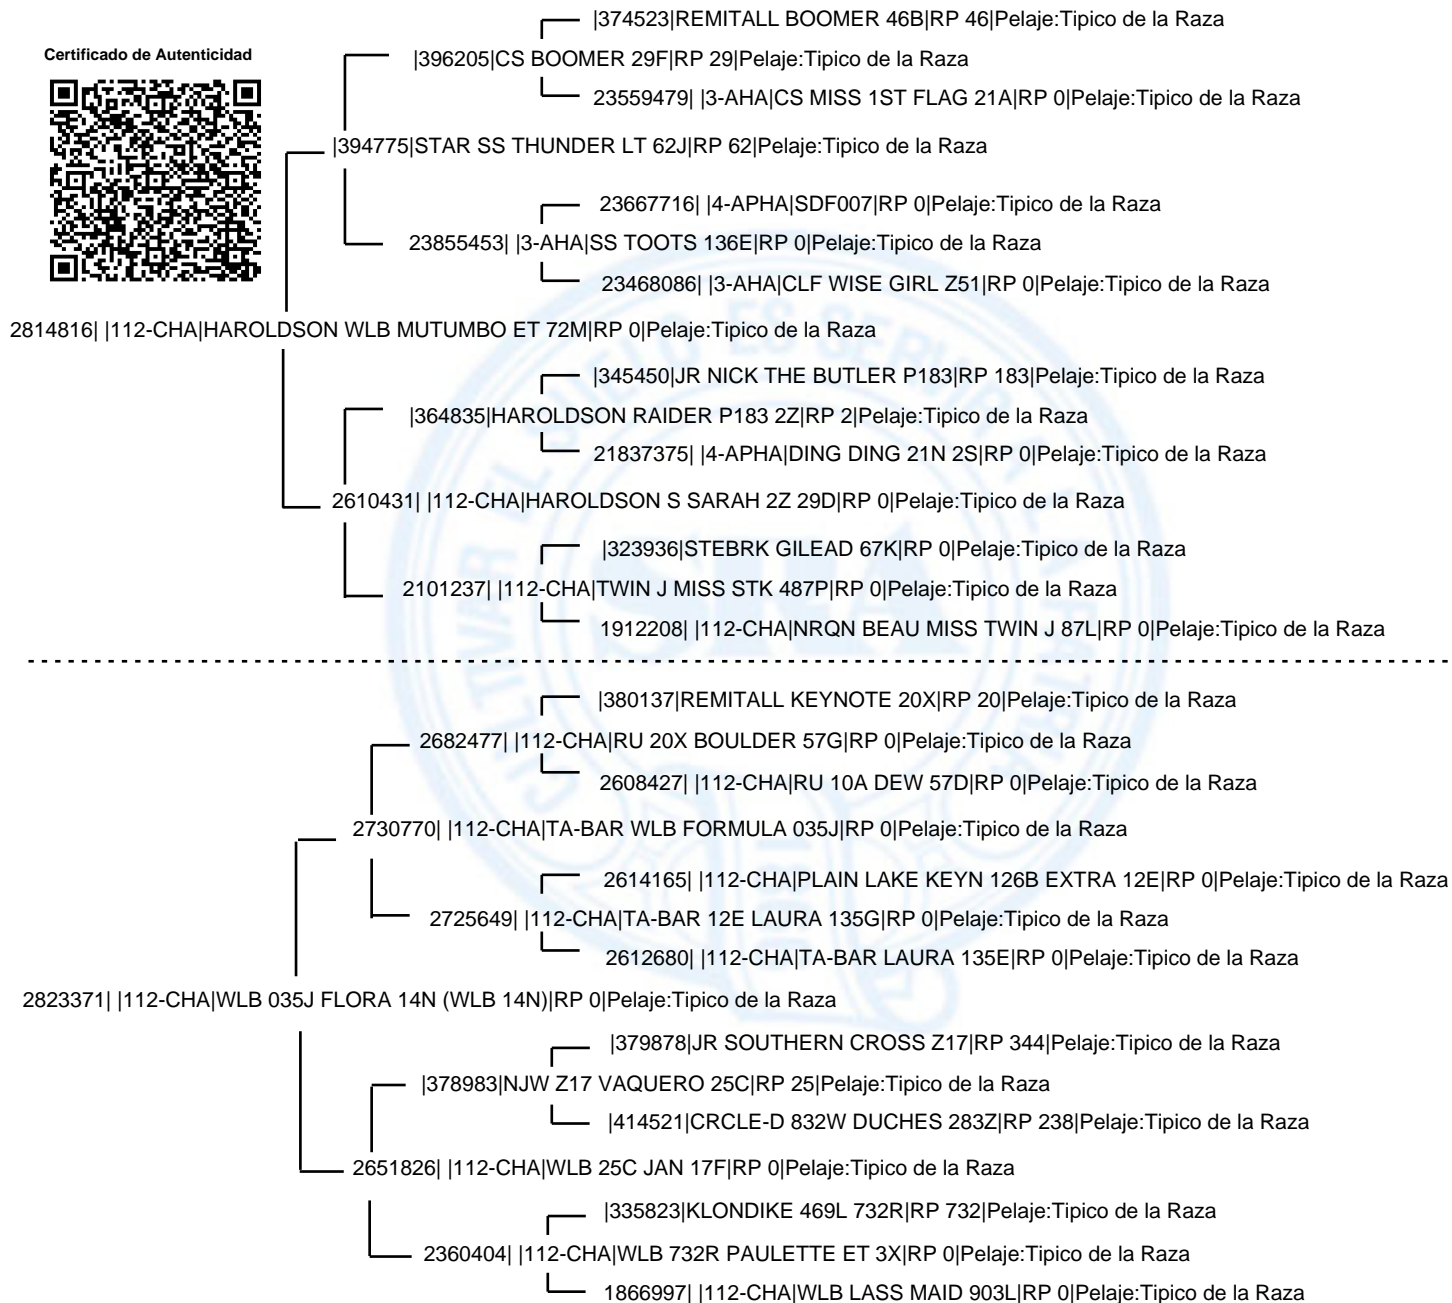 |374523|REMITALL BOOMER 46B|RP 46|Pelaje:Tipico de la Raza
Certificado de Autenticidad
|396205|CS BOOMER 29F|RP 29|Pelaje:Tipico de la Raza
23559479| |3-AHA|CS MISS 1ST FLAG 21A|RP 0|Pelaje:Tipico de la Raza
|394775|STAR SS THUNDER LT 62J|RP 62|Pelaje:Tipico de la Raza
23667716| |4-APHA|SDF007|RP 0|Pelaje:Tipico de la Raza
23855453| |3-AHA|SS TOOTS 136E|RP 0|Pelaje:Tipico de la Raza
23468086| |3-AHA|CLF WISE GIRL Z51|RP 0|Pelaje:Tipico de la Raza
2814816| |112-CHA|HAROLDSON WLB MUTUMBO ET 72M|RP 0|Pelaje:Tipico de la Raza
|345450|JR NICK THE BUTLER P183|RP 183|Pelaje:Tipico de la Raza
|364835|HAROLDSON RAIDER P183 2Z|RP 2|Pelaje:Tipico de la Raza
21837375| |4-APHA|DING DING 21N 2S|RP 0|Pelaje:Tipico de la Raza
2610431| |112-CHA|HAROLDSON S SARAH 2Z 29D|RP 0|Pelaje:Tipico de la Raza
|323936|STEBRK GILEAD 67K|RP 0|Pelaje:Tipico de la Raza
2101237| |112-CHA|TWIN J MISS STK 487P|RP 0|Pelaje:Tipico de la Raza
1912208| |112-CHA|NRQN BEAU MISS TWIN J 87L|RP 0|Pelaje:Tipico de la Raza
|380137|REMITALL KEYNOTE 20X|RP 20|Pelaje:Tipico de la Raza
2682477| |112-CHA|RU 20X BOULDER 57G|RP 0|Pelaje:Tipico de la Raza
2608427| |112-CHA|RU 10A DEW 57D|RP 0|Pelaje:Tipico de la Raza
2730770| |112-CHA|TA-BAR WLB FORMULA 035J|RP 0|Pelaje:Tipico de la Raza
2614165| |112-CHA|PLAIN LAKE KEYN 126B EXTRA 12E|RP 0|Pelaje:Tipico de la Raza
2725649| |112-CHA|TA-BAR 12E LAURA 135G|RP 0|Pelaje:Tipico de la Raza
2612680| |112-CHA|TA-BAR LAURA 135E|RP 0|Pelaje:Tipico de la Raza
2823371| |112-CHA|WLB 035J FLORA 14N (WLB 14N)|RP 0|Pelaje:Tipico de la Raza
|379878|JR SOUTHERN CROSS Z17|RP 344|Pelaje:Tipico de la Raza
|378983|NJW Z17 VAQUERO 25C|RP 25|Pelaje:Tipico de la Raza
|414521|CRCLE-D 832W DUCHES 283Z|RP 238|Pelaje:Tipico de la Raza
2651826| |112-CHA|WLB 25C JAN 17F|RP 0|Pelaje:Tipico de la Raza
|335823|KLONDIKE 469L 732R|RP 732|Pelaje:Tipico de la Raza
2360404| |112-CHA|WLB 732R PAULETTE ET 3X|RP 0|Pelaje:Tipico de la Raza
1866997| |112-CHA|WLB LASS MAID 903L|RP 0|Pelaje:Tipico de la Raza
CULTIVAR EL SUELO ES SERVIR A LA PATRIA
SRA
1866